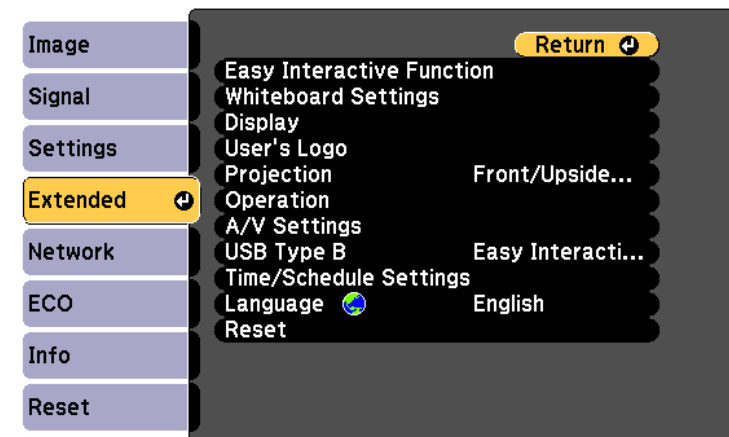 Image
Signal
Settings
Extended
Network
ECO
Info
Reset
Return
Easy Interactive Function
Whiteboard Settings
Display
User's Logo
Projection Front/Upside...
Operation
A/V Settings
USB Type B Easy Interacti...
Time/Schedule Settings
Language English
Reset